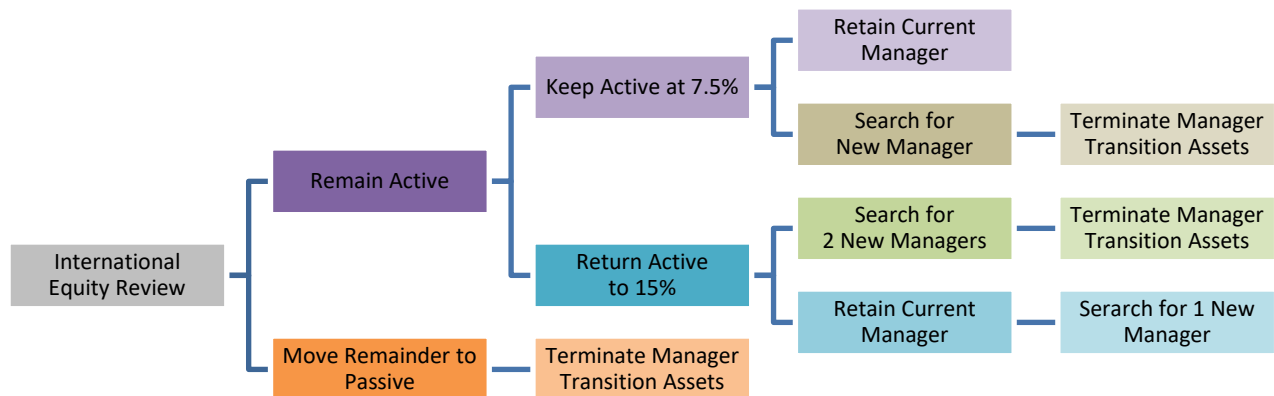 International
Equity Review
Remain Active
Keep Active at 7.5%
Retain Current
Manager
Search for
New Manager
Terminate Manager
Transition Assets
Return Active
to 15%
Search for
2 New Managers
Terminate Manager
Transition Assets
Retain Current
Manager
Serarch for 1 New
Manager
Move Remainder to
Passive
Terminate Manager
Transition Assets